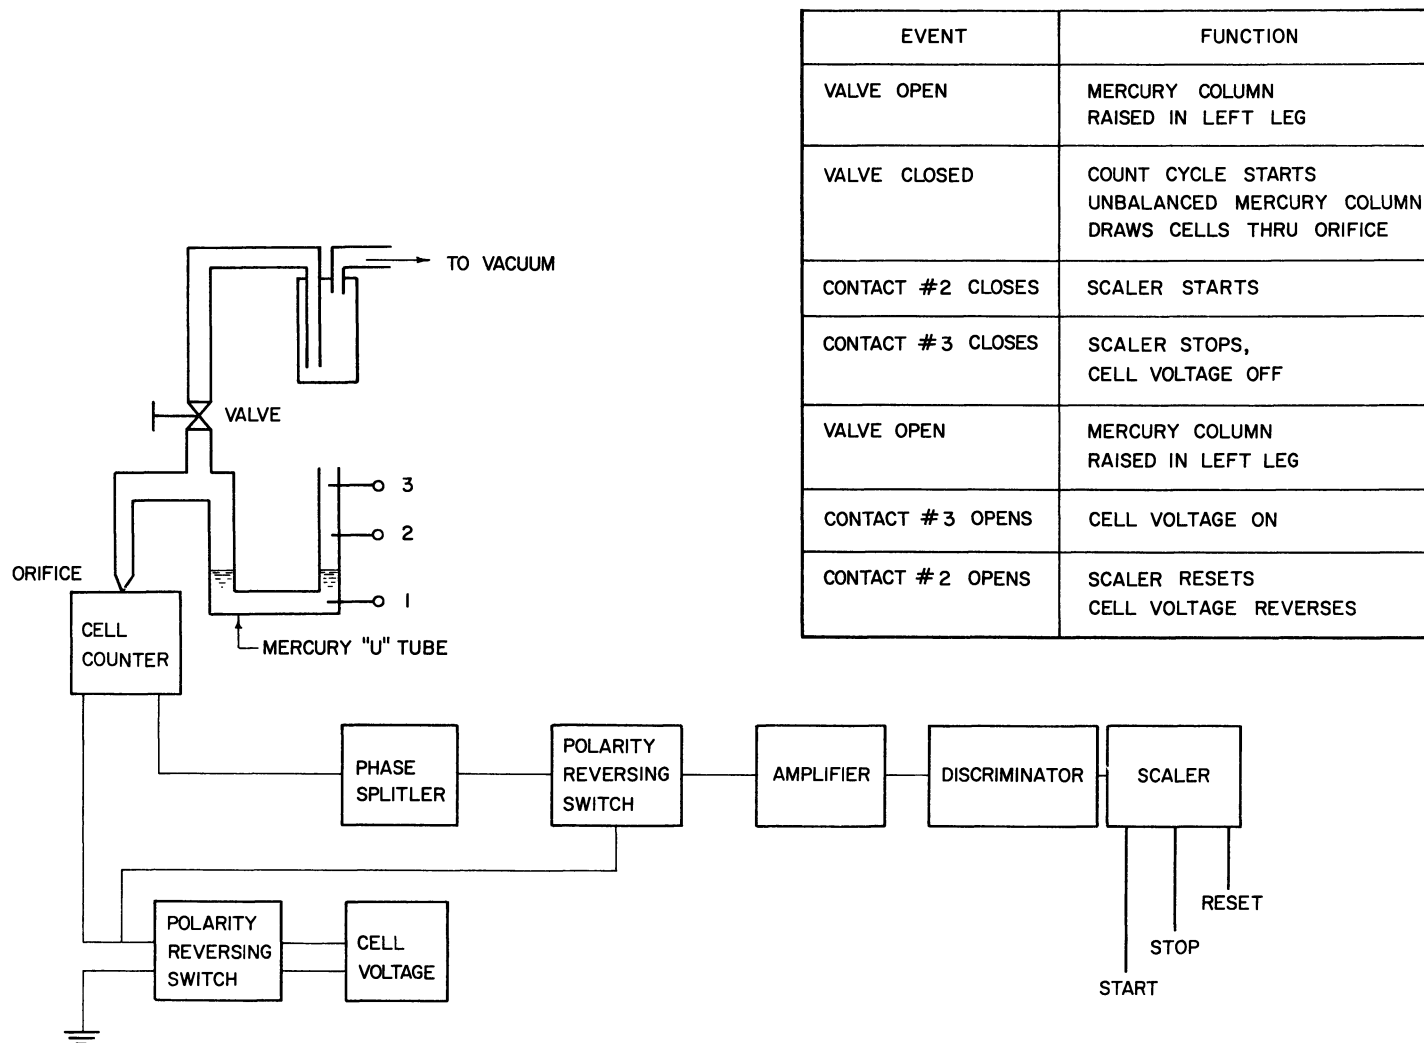 EVENT FUNCTION
VALVE OPEN MERCURY COLUMN
RAISED IN LEFT LEG
VALVE CLOSED COUNT CYCLE STARTS
UNBALANCED MERCURY COLUMN
DRAWS CELLS THRU ORIFICE
CONTACT #2 CLOSES SCALER STARTS
CONTACT #3 CLOSES SCALER STOPS,
CELL VOLTAGE OFF
VALVE OPEN MERCURY COLUMN
RAISED IN LEFT LEG
CONTACT #3 OPENS CELL VOLTAGE ON
CONTACT #2 OPENS SCALER RESETS
CELL VOLTAGE REVERSES
TO VACUUM
VALVE
3
2
1
ORIFICE
CELL
COUNTER
MERCURY "U" TUBE
PHASE
SPLITLER
POLARITY
REVERSING
SWITCH
AMPLIFIER
DISCRIMINATOR
SCALER
RESET
STOP
START
POLARITY
REVERSING
SWITCH
CELL
VOLTAGE